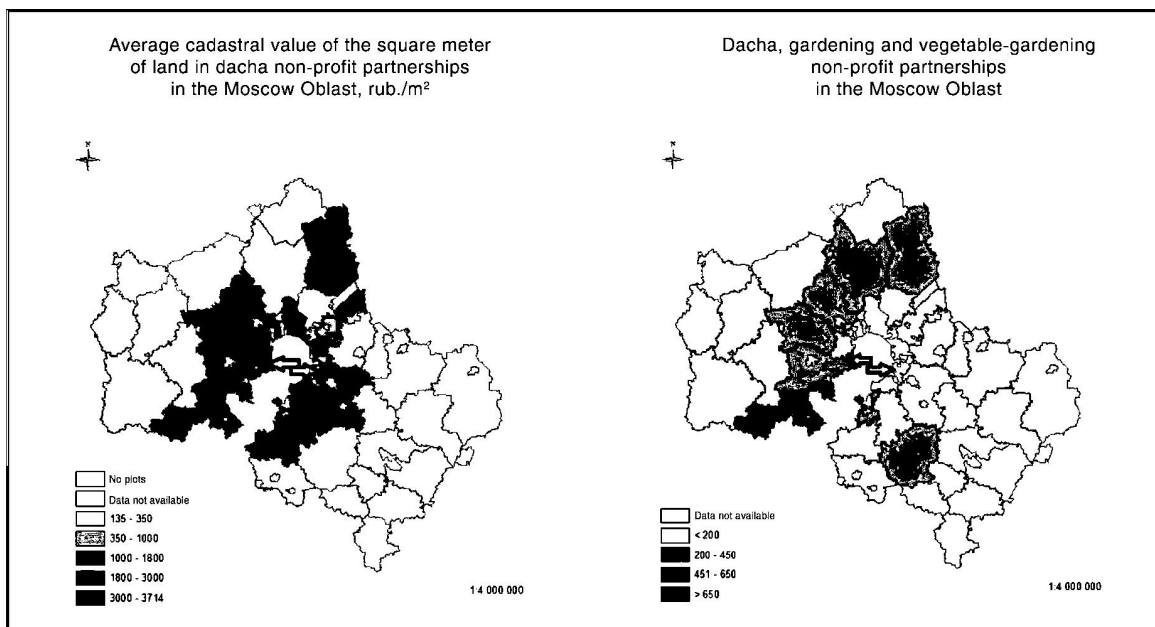 Average cadastral value of the square meter
of land in dacha non-profit partnerships
in the Moscow Oblast, rub./m²
No plots
Data not available
135 - 350
350 - 1000
1000 - 1800
1800 - 3000
3000 - 3714
1:4 000 000
Dacha, gardening and vegetable-gardening
non-profit partnerships
in the Moscow Oblast
Data not available
< 200
200 - 450
451 - 650
> 650
1:4 000 000